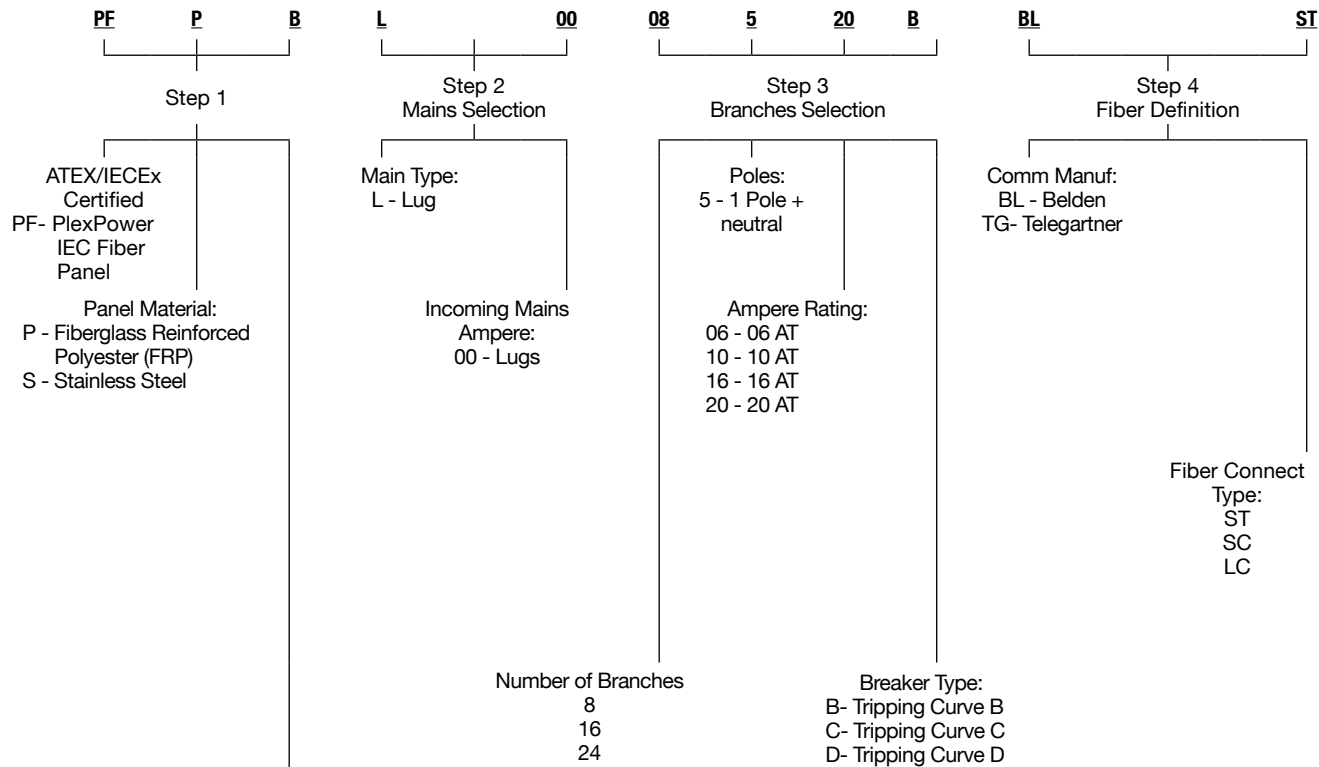 PF P B L 00 08 5 20 B BL ST
Step 1
Step 2
Mains Selection
Step 3
Branches Selection
Step 4
Fiber Definition
ATEX/IECEx
Certified
PF- PlexPower
IEC Fiber
Panel
Panel Material:
P - Fiberglass Reinforced
Polyester (FRP)
S - Stainless Steel
Main Type:
L - Lug
Incoming Mains
Ampere:
00 - Lugs
Poles:
5 - 1 Pole +
neutral
Ampere Rating:
06 - 06 AT
10 - 10 AT
16 - 16 AT
20 - 20 AT
Comm Manuf:
BL - Belden
TG- Telegartner
Fiber Connect
Type:
ST
SC
LC
Number of Branches
8
16
24
Breaker Type:
B- Tripping Curve B
C- Tripping Curve C
D- Tripping Curve D